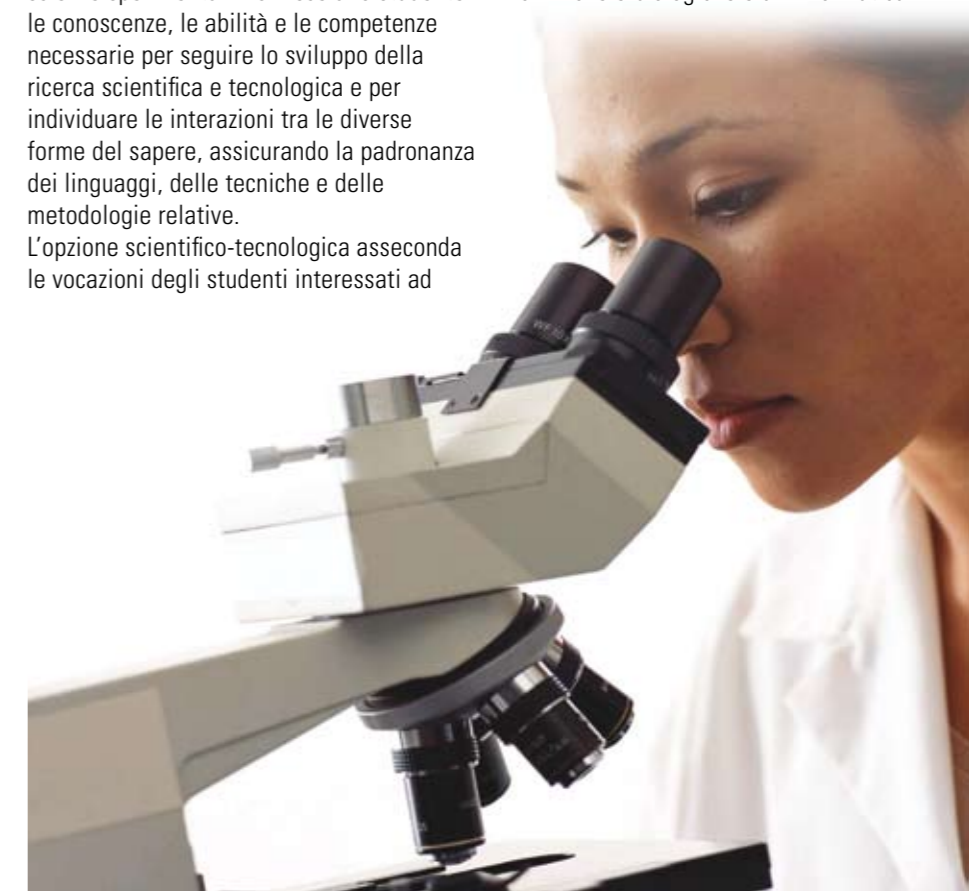 le conoscenze, le abilità e le competenze
necessarie per seguire lo sviluppo della
ricerca scientifica e tecnologica e per
individuare le interazioni tra le diverse
forme del sapere, assicurando la padronanza
dei linguaggi, delle tecniche e delle
metodologie relative.
L’opzione scientifico-tecnologica asseconda
le vocazioni degli studenti interessati ad